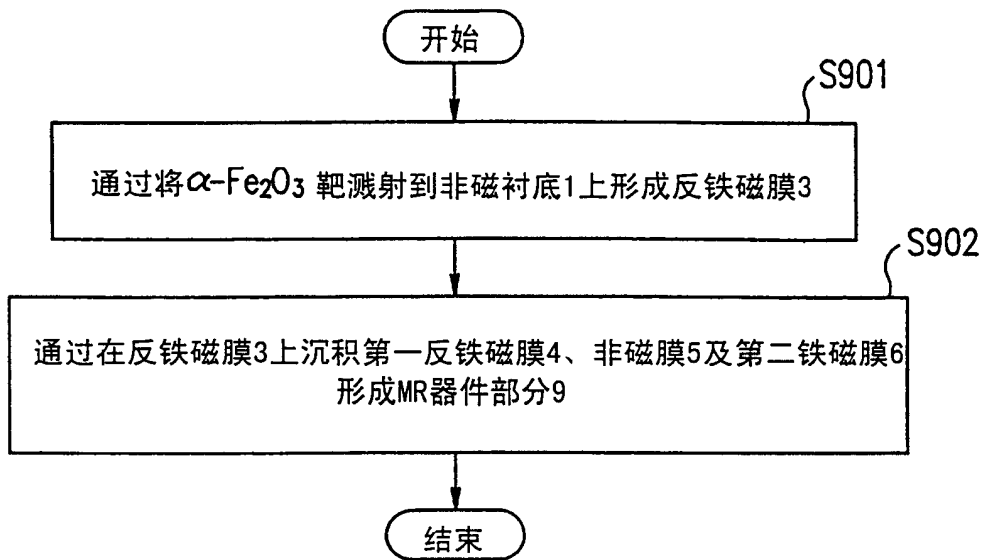 开始
S901
通过将α-Fe₂O₃ 靶溅射到非磁衬底1上形成反铁磁膜3
S902
通过在反铁磁膜3上沉积第一反铁磁膜4、非磁膜5及第二铁磁膜6
形成MR器件部分9
结束